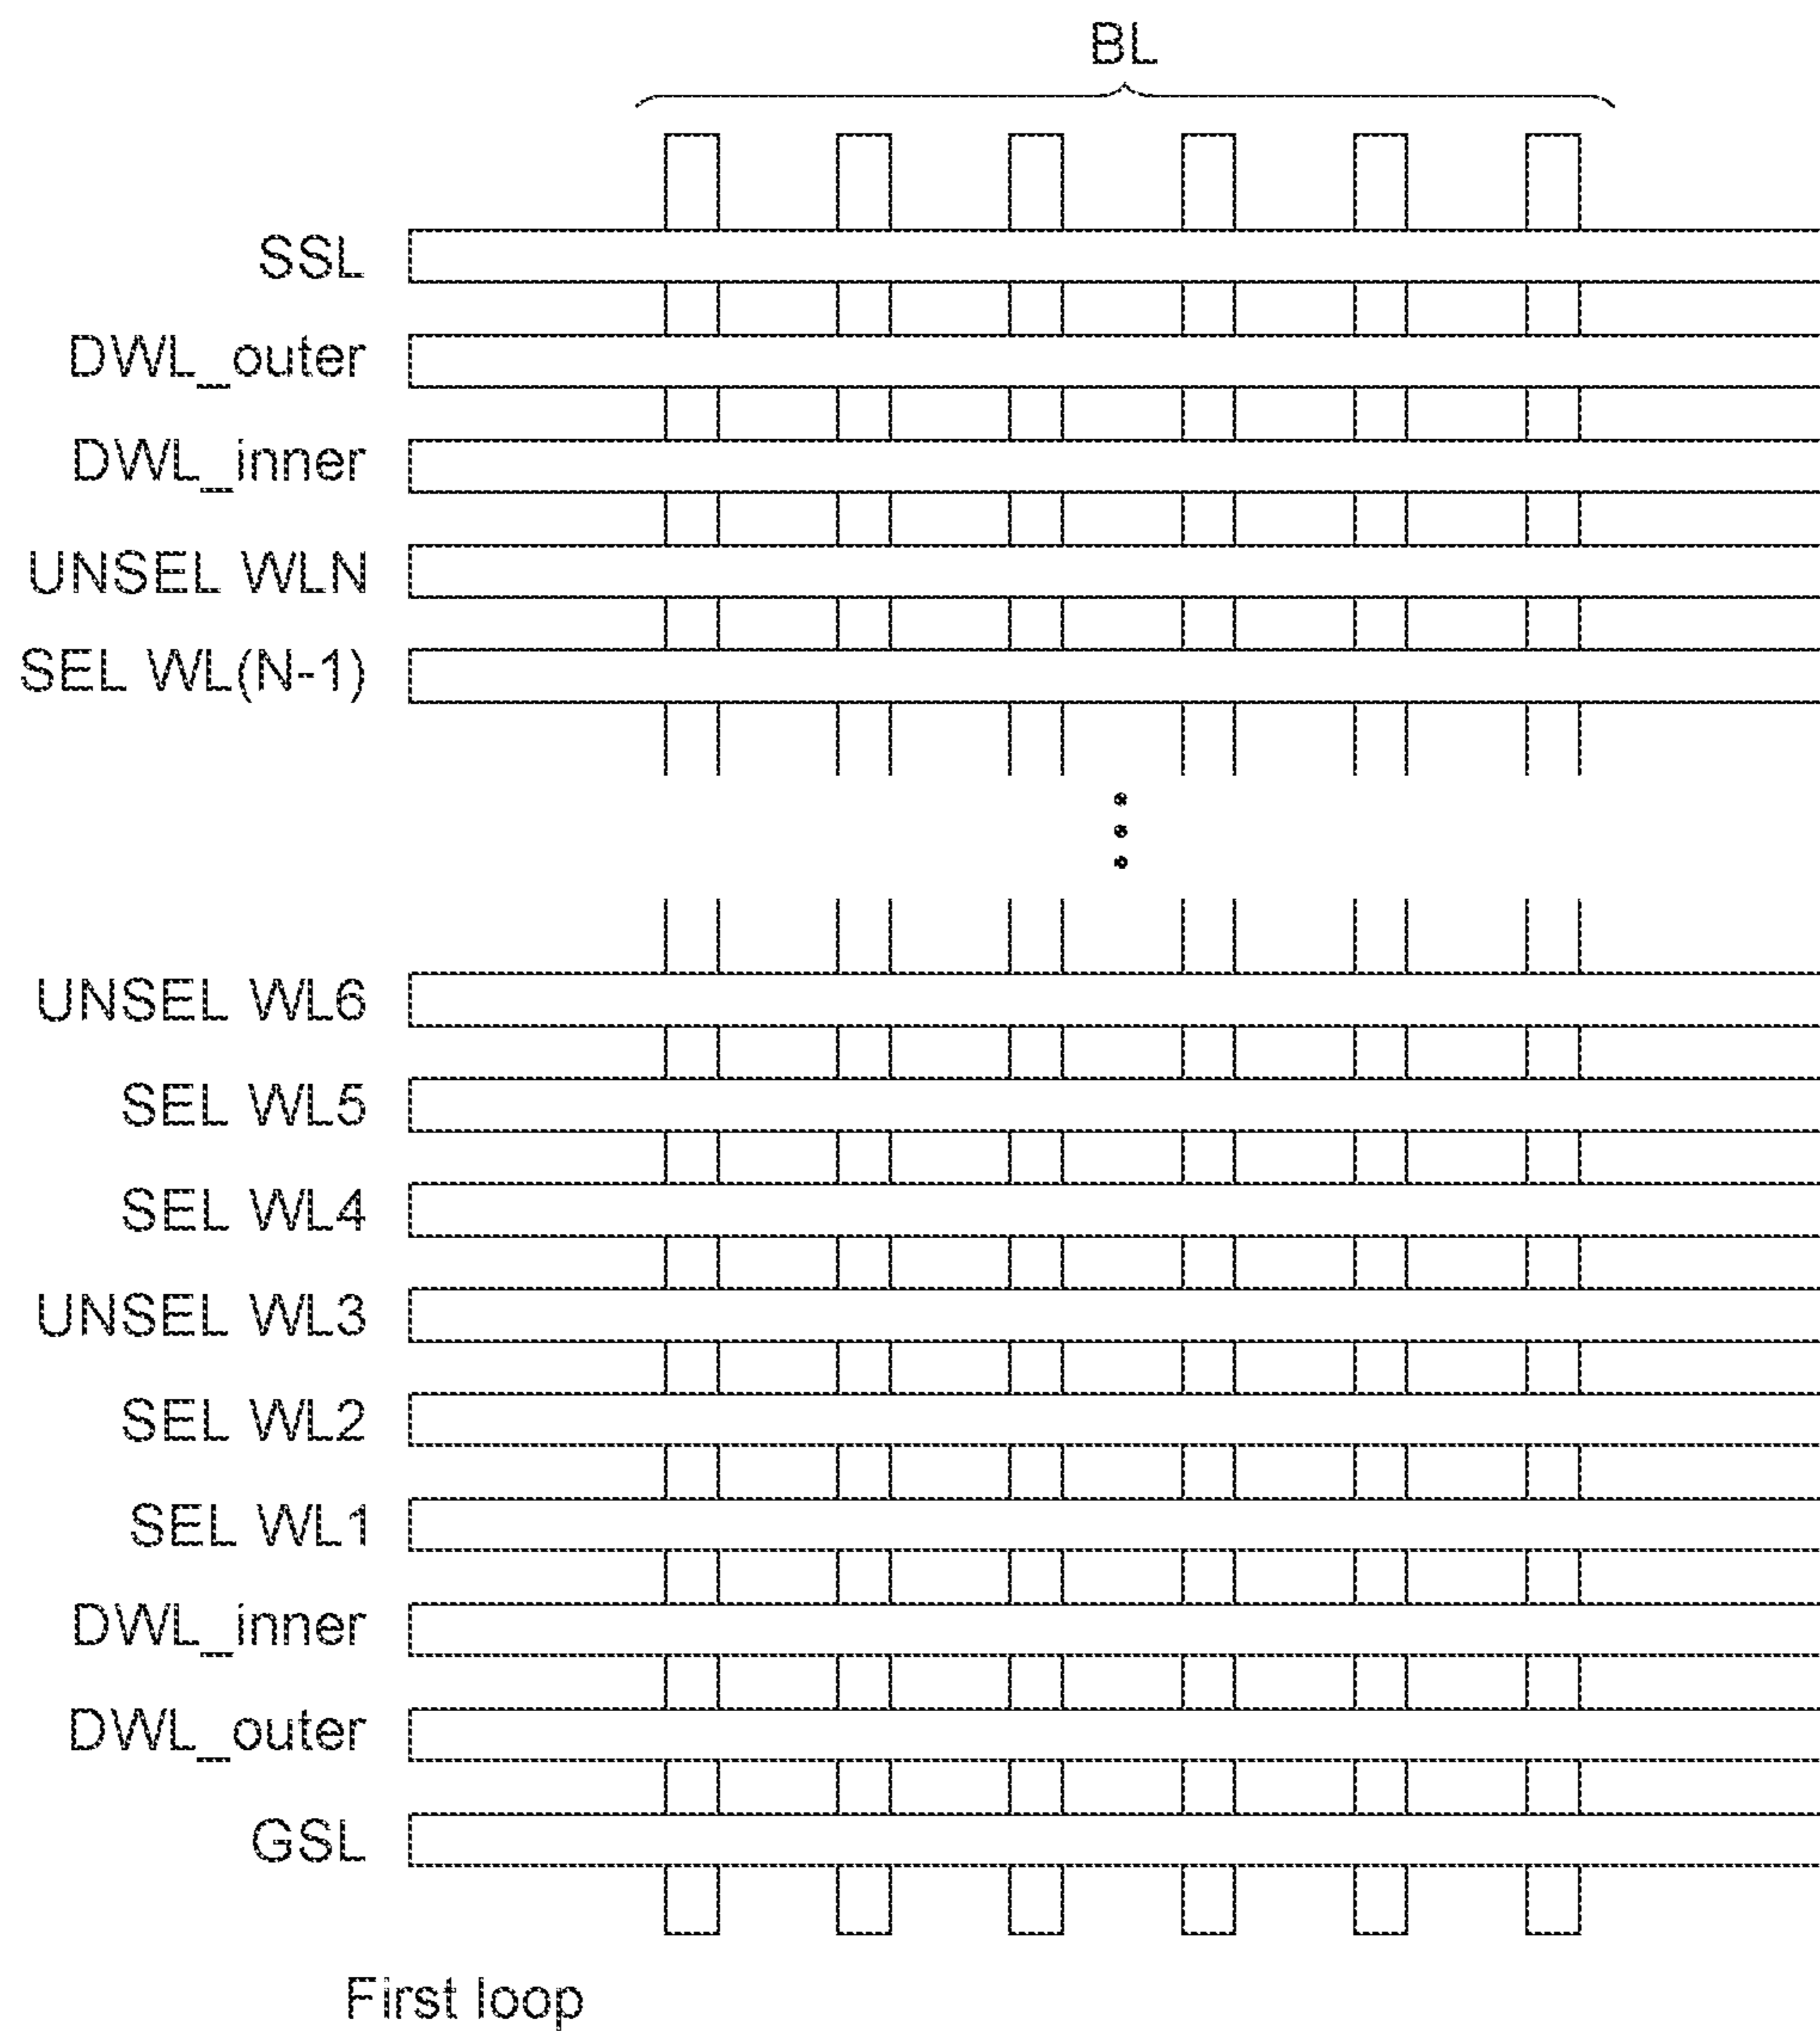 BL
SSL
DWL_outer
DWL_inner
UNSEL WLN
SEL WL(N-1)
UNSEL WL6
SEL WL5
SEL WL4
UNSEL WL3
SEL WL2
SEL WL1
DWL_inner
DWL_outer
GSL
First loop